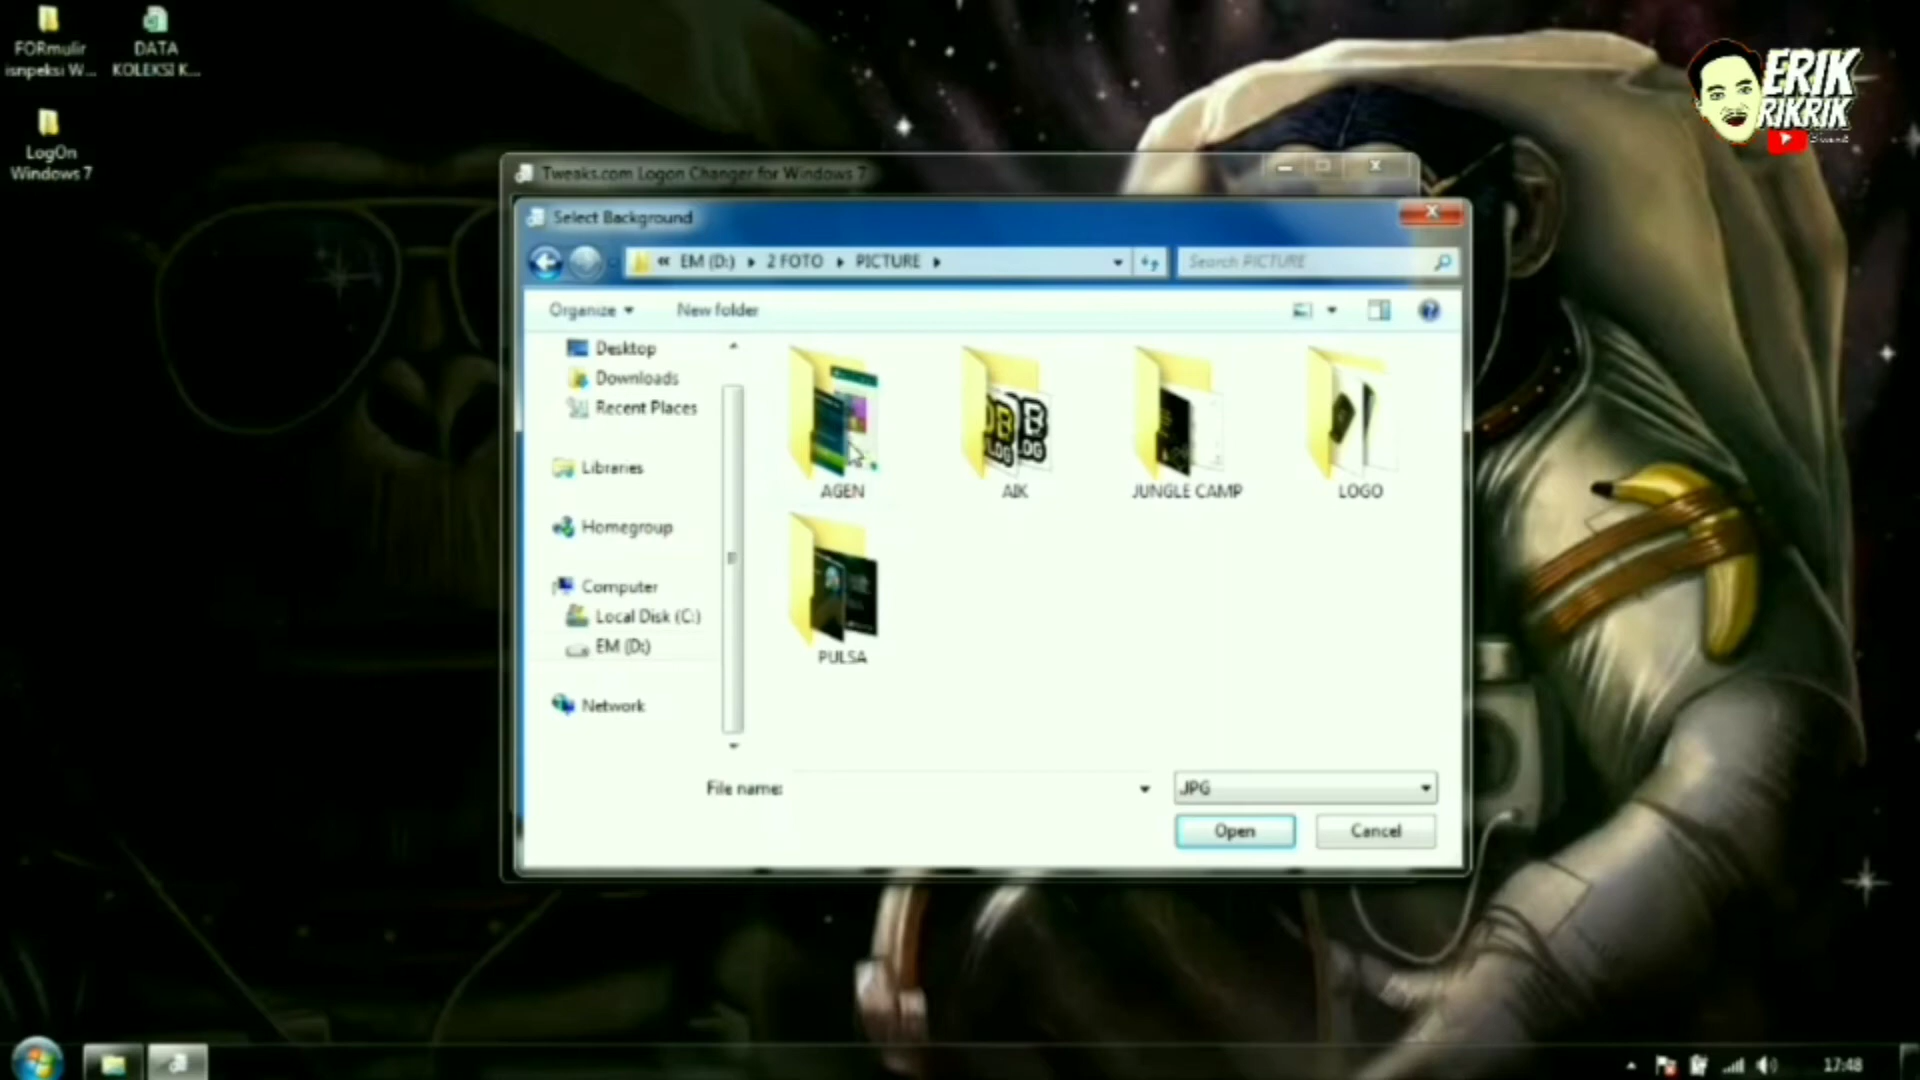 FORmulir
isnpeksi W...
DATA
KOLEKSI K...
LogOn
Windows 7
ERIK
RIKRIK
Tweaks.com Logon Changer for Windows 7
Select Background
« EM (D:) ▸ 2 FOTO ▸ PICTURE ▸
Search PICTURE
Organize
New folder
Desktop
Downloads
Recent Places
Libraries
Homegroup
Computer
Local Disk (C:)
EM (D:)
Network
AGEN
AIK
JUNGLE CAMP
LOGO
PULSA
File name:
.JPG
Open
Cancel
17:48